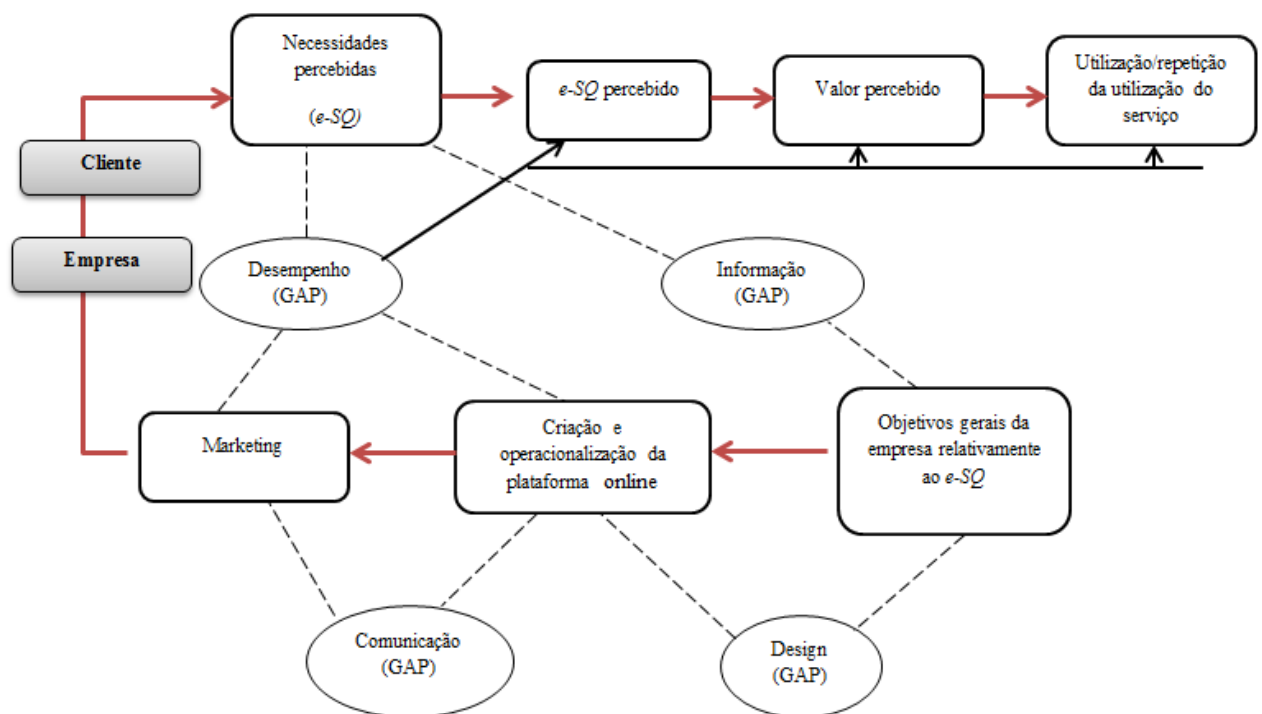 Necessidades
percebidas
(e-SQ)
e-SQ percebido
Valor percebido
Utilização/repetição
da utilização do
serviço
Cliente
Empresa
Desempenho
(GAP)
Informação
(GAP)
Marketing
Criação e
operacionalização da
plataforma online
Objetivos gerais da
empresa relativamente
ao e-SQ
Comunicação
(GAP)
Design
(GAP)